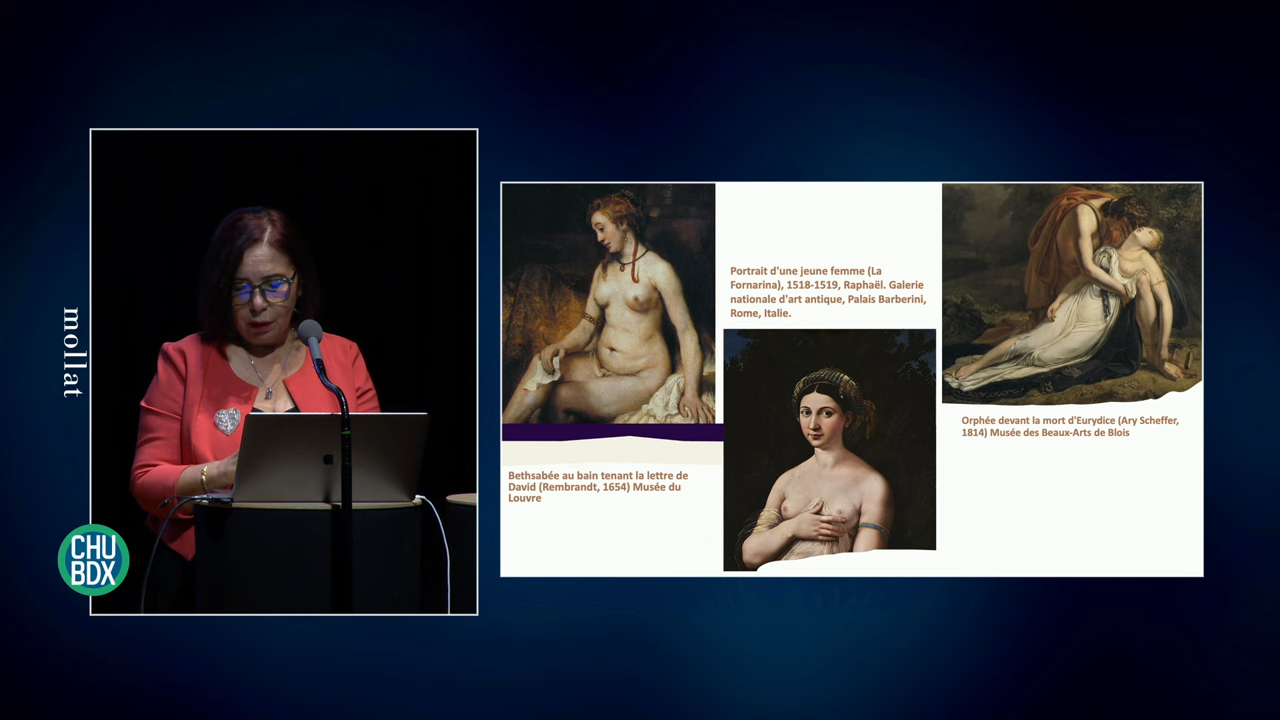 mollat
CHU
BDX
Bethsabée au bain tenant la lettre de
David (Rembrandt, 1654) Musée du
Louvre
Portrait d'une jeune femme (La
Fornarina), 1518-1519, Raphaël. Galerie
nationale d'art antique, Palais Barberini,
Rome, Italie.
Orphée devant la mort d'Eurydice (Ary Scheffer,
1814) Musée des Beaux-Arts de Blois